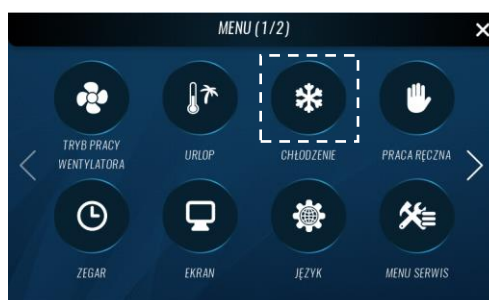 MENU (1/2)
TRYB PRACY
WENTYLATORA
URLOP
CHŁODZENIE
PRACA RĘCZNA
ZEGAR
EKRAN
JĘZYK
MENU SERWIS